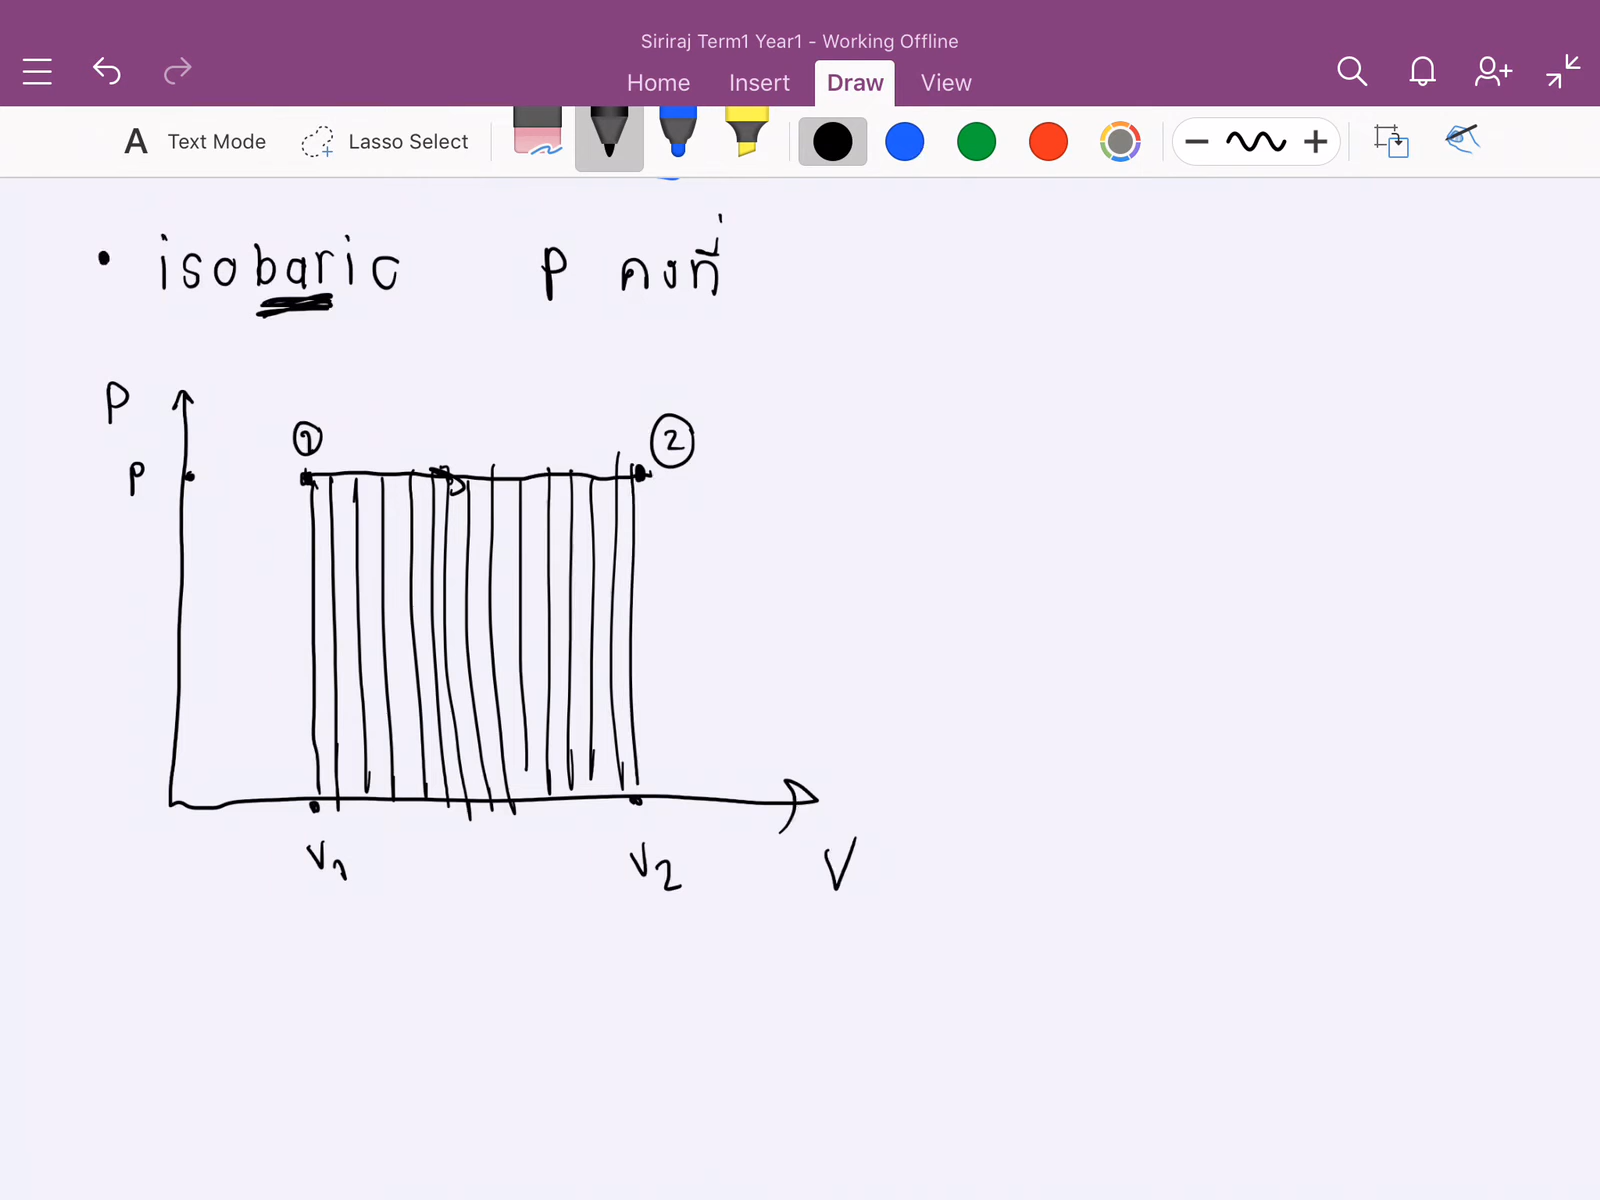 Siriraj Term1 Year1 - Working Offline
Home Insert Draw View
A Text Mode Lasso Select
• isobaric P คงที่
P
P
1
2
V1
V2
V